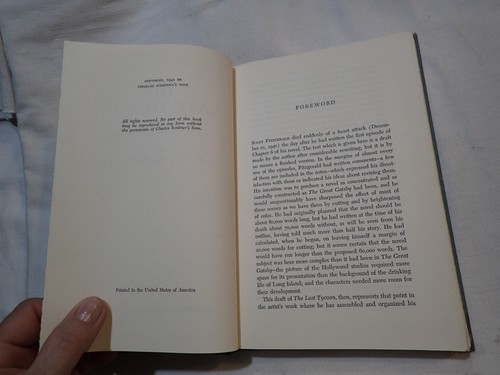 COPYRIGHT, 1941 BY
CHARLES SCRIBNER'S SONS
All rights reserved. No part of this book
may be reproduced in any form without
the permission of Charles Scribner's Sons.
Printed in the United States of America
FOREWORD
SCOTT FITZGERALD died suddenly of a heart attack (Decem-
ber 21, 1940) the day after he had written the first episode of
Chapter 6 of his novel. The text which is given here is a draft
made by the author after considerable rewriting; but it is by
no means a finished version. In the margins of almost every
one of the episodes, Fitzgerald had written comments—a few
of them are included in the notes—which expressed his dissat-
isfaction with them or indicated his ideas about revising them.
His intention was to produce a novel as concentrated and as
carefully constructed as The Great Gatsby had been, and he
would unquestionably have sharpened the effect of most of
these scenes as we have them by cutting and by heightening
of color. He had originally planned that the novel should be
about 60,000 words long, but he had written at the time of his
death about 70,000 words without, as will be seen from his
outline, having told much more than half his story. He had
calculated, when he began, on leaving himself a margin of
10,000 words for cutting; but it seems certain that the novel
would have run longer than the proposed 60,000 words. The
subject was here more complex than it had been in The Great
Gatsby—the picture of the Hollywood studios required more
space for its presentation than the background of the drinking
life of Long Island; and the characters needed more room for
their development.
This draft of The Last Tycoon, then, represents that point in
the artist's work where he has assembled and organized his